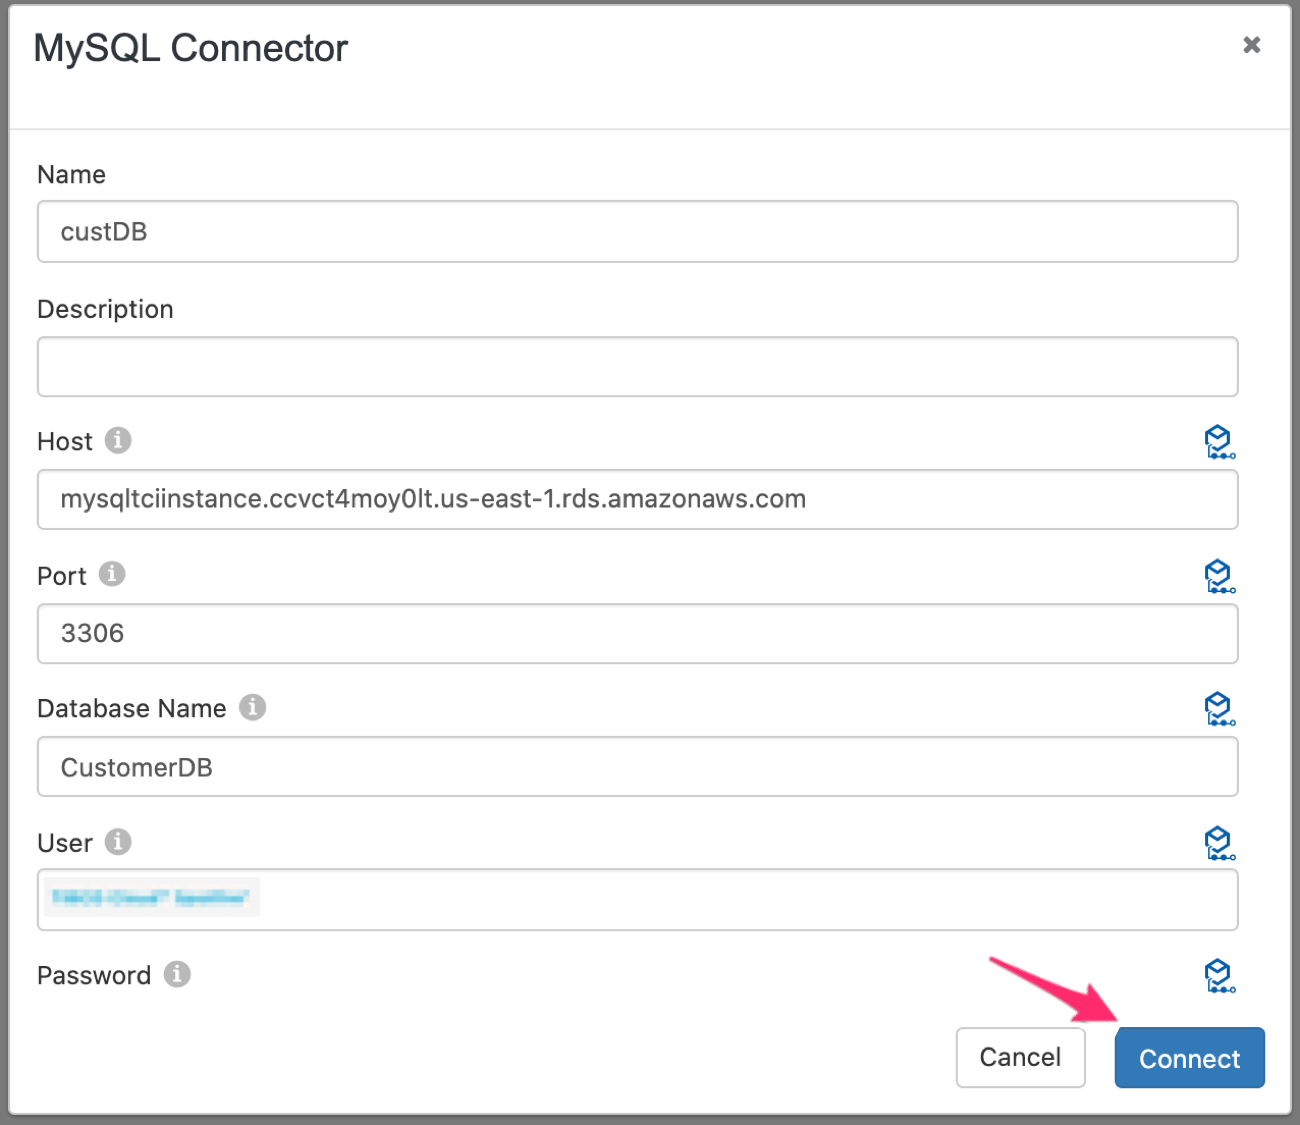 MySQL Connector
Name
custDB
Description
Host
mysqltciinstance.ccvct4moy0lt.us-east-1.rds.amazonaws.com
Port
3306
Database Name
CustomerDB
User
Password
Cancel
Connect